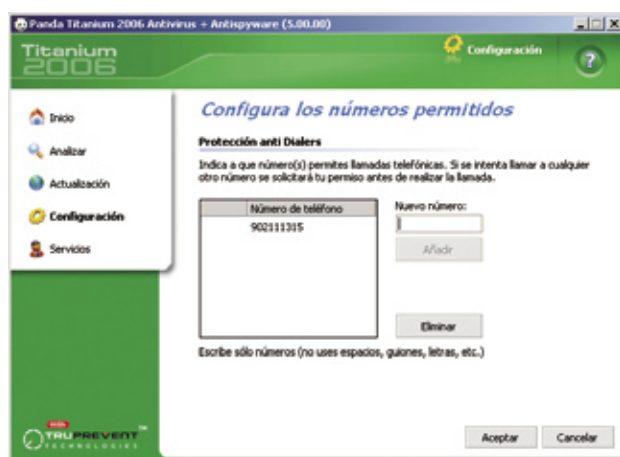 Panda Titanium 2006 Antivirus + Antispyware (5.00.00)
Titanium
2006
Configuración
?
Inicio
Analizar
Actualización
Configuración
Servicios
Configura los números permitidos
Protección anti Dialers
Indica a que número(s) permites llamadas telefónicas. Si se intenta llamar a cualquier
otro número se solicitará tu permiso antes de realizar la llamada.
Número de teléfono
902111315
Nuevo número:
Añadir
Eliminar
Escribe sólo números (no uses espacios, guiones, letras, etc.)
TRUPREVENT™
TECHNOLOGIES
Aceptar
Cancelar